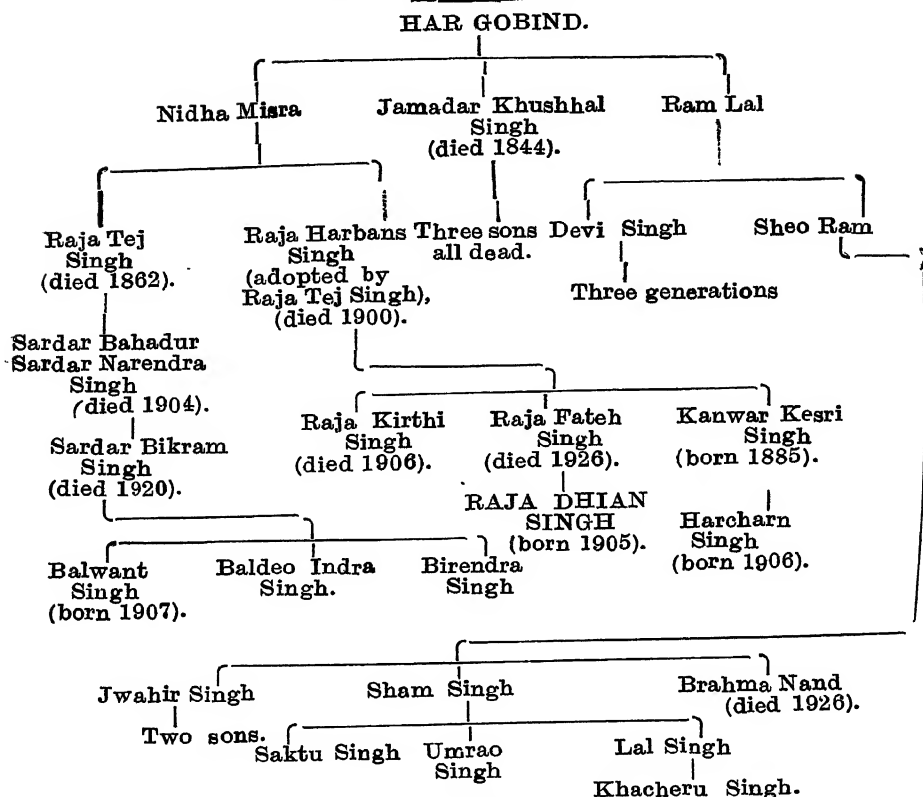 HAR GOBIND.
Nidha Misra
Jamadar Khushhal
Singh
(died 1844).
Ram Lal
Raja Tej
Singh
(died 1862).
Raja Harbans
Singh
(adopted by
Raja Tej Singh),
(died 1900).
Three sons
all dead.
Devi Singh
Three generations
Sheo Ram
Sardar Bahadur
Sardar Narendra
Singh
(died 1904).
Sardar Bikram
Singh
(died 1920).
Raja Kirthi
Singh
(died 1906).
Raja Fateh
Singh
(died 1926).
Kanwar Kesri
Singh
(born 1885).
RAJA DHIAN
SINGH
(born 1905).
Harcharn
Singh
(born 1906).
Balwant
Singh
(born 1907).
Baldeo Indra
Singh.
Birendra
Singh
Jwahir Singh
Sham Singh
Brahma Nand
(died 1926).
Two sons.
Saktu Singh
Umrao
Singh
Lal Singh
Khacheru Singh.